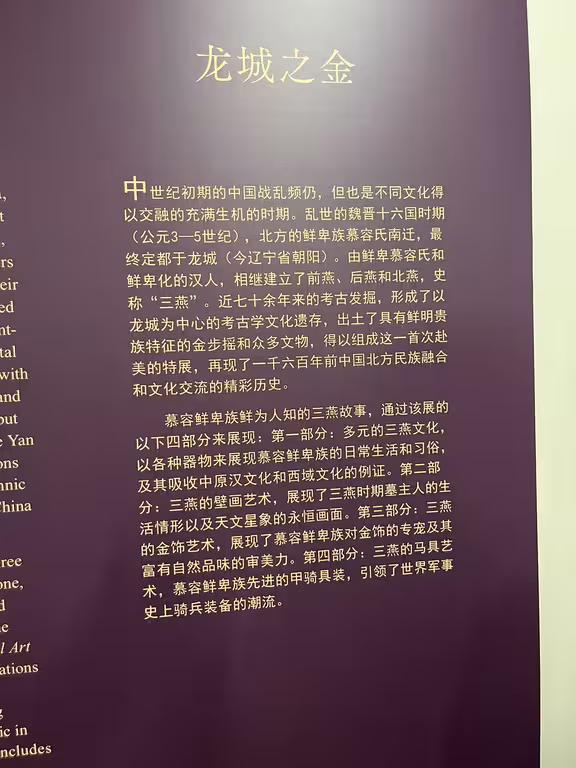 龙城之金
中世纪初期的中国战乱频仍，但也是不同文化得
以交融的充满生机的时期。乱世的魏晋十六国时期
（公元3—5世纪），北方的鲜卑族慕容氏南迁，最
终定都于龙城（今辽宁省朝阳）。由鲜卑慕容氏和
鲜卑化的汉人，相继建立了前燕、后燕和北燕，史
称“三燕”。近七十余年来的考古发掘，形成了以
龙城为中心的考古学文化遗存，出土了具有鲜明贵
族特征的金步摇和众多文物，得以组成这一首次赴
美的特展，再现了一千六百年前中国北方民族融合
和文化交流的精彩历史。
慕容鲜卑族鲜为人知的三燕故事，通过该展的
以下四部分来展现：第一部分：多元的三燕文化，
以各种器物来展现慕容鲜卑族的日常生活和习俗，
及其吸收中原汉文化和西域文化的例证。第二部
分：三燕的壁画艺术，展现了三燕时期墓主人的生
活情形以及天文星象的永恒画面。第三部分：三燕
的金饰艺术，展现了慕容鲜卑族对金饰的专宠及其
富有自然品味的审美力。第四部分：三燕的马具艺
术，慕容鲜卑族先进的甲骑具装，引领了世界军事
史上骑兵装备的潮流。
with
and
Yan
China
Art
ic in